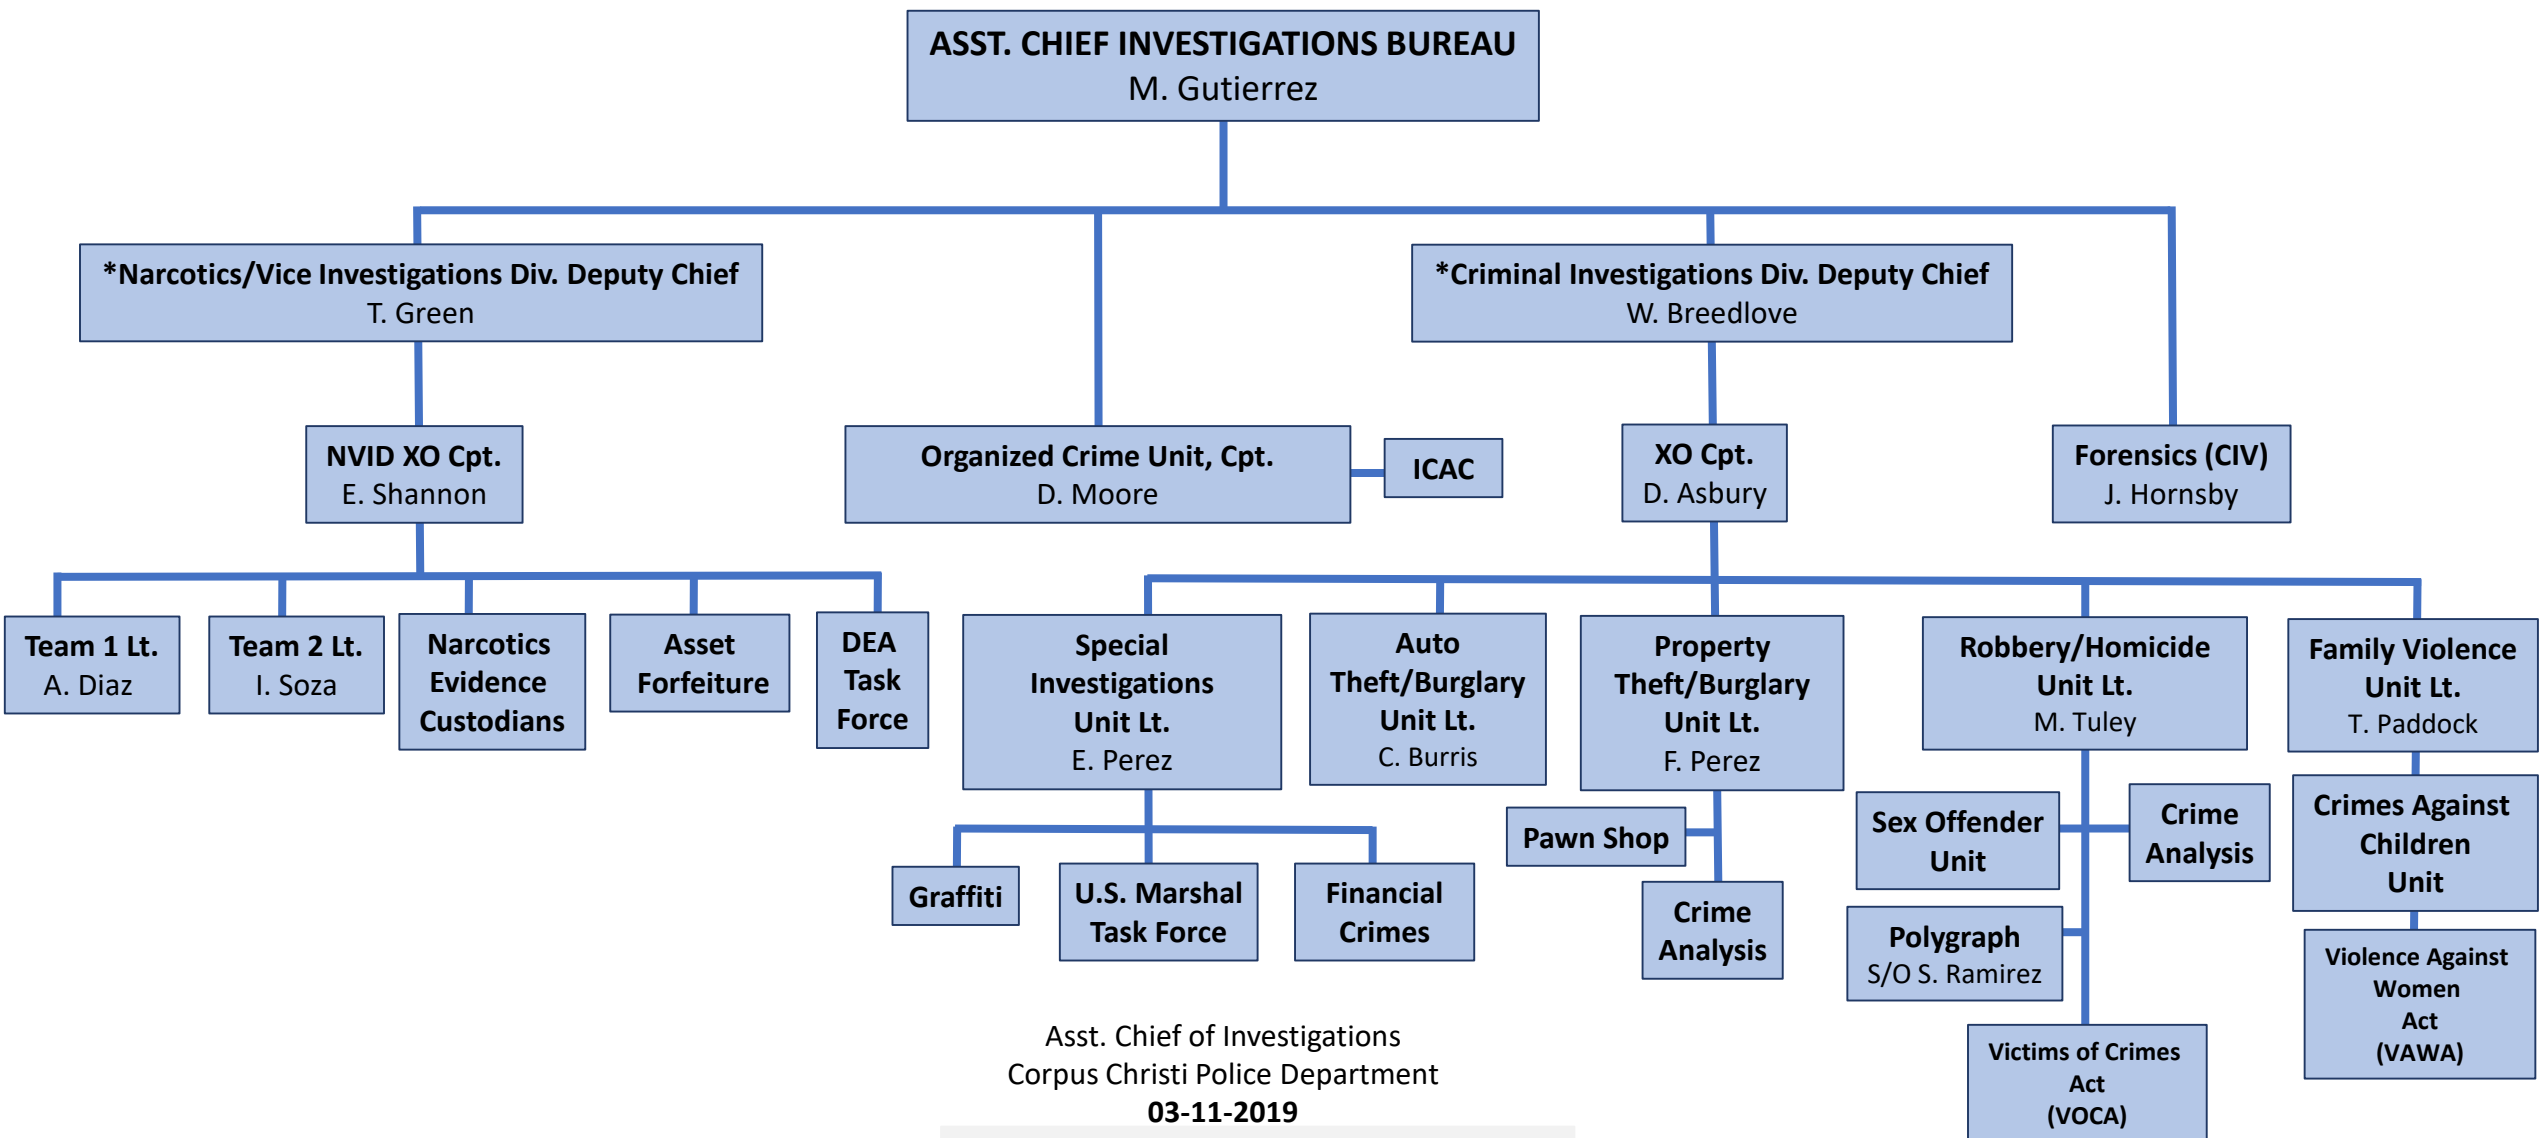 ASST. CHIEF INVESTIGATIONS BUREAU
M. Gutierrez
*Narcotics/Vice Investigations Div. Deputy Chief
T. Green
*Criminal Investigations Div. Deputy Chief
W. Breedlove
NVID XO Cpt.
E. Shannon
Organized Crime Unit, Cpt.
D. Moore
ICAC
XO Cpt.
D. Asbury
Forensics (CIV)
J. Hornsby
Team 1 Lt.
A. Diaz
Team 2 Lt.
I. Soza
Narcotics
Evidence
Custodians
Asset
Forfeiture
DEA
Task
Force
Special
Investigations
Unit Lt.
E. Perez
Auto
Theft/Burglary
Unit Lt.
C. Burris
Property
Theft/Burglary
Unit Lt.
F. Perez
Robbery/Homicide
Unit Lt.
M. Tuley
Family Violence
Unit Lt.
T. Paddock
Graffiti
U.S. Marshal
Task Force
Financial
Crimes
Pawn Shop
Crime
Analysis
Sex Offender
Unit
Crime
Analysis
Polygraph
S/O S. Ramirez
Victims of Crimes
Act
(VOCA)
Crimes Against
Children
Unit
Violence Against
Women
Act
(VAWA)
Asst. Chief of Investigations
Corpus Christi Police Department
03-11-2019